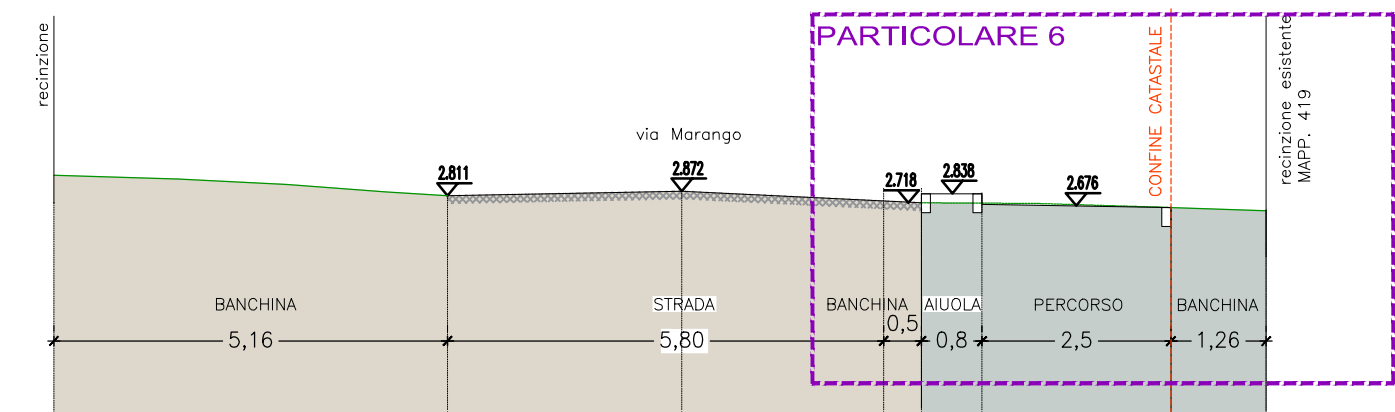 recinzione
PARTICOLARE 6
CONFINE CATASTALE
recinzione esistente
MAPP. 419
via Marango
2.811
2.872
2.718
2.838
2.676
BANCHINA
STRADA
BANCHINA
AIUOLA
PERCORSO
BANCHINA
5,16
5,80
0,5
0,8
2,5
1,26